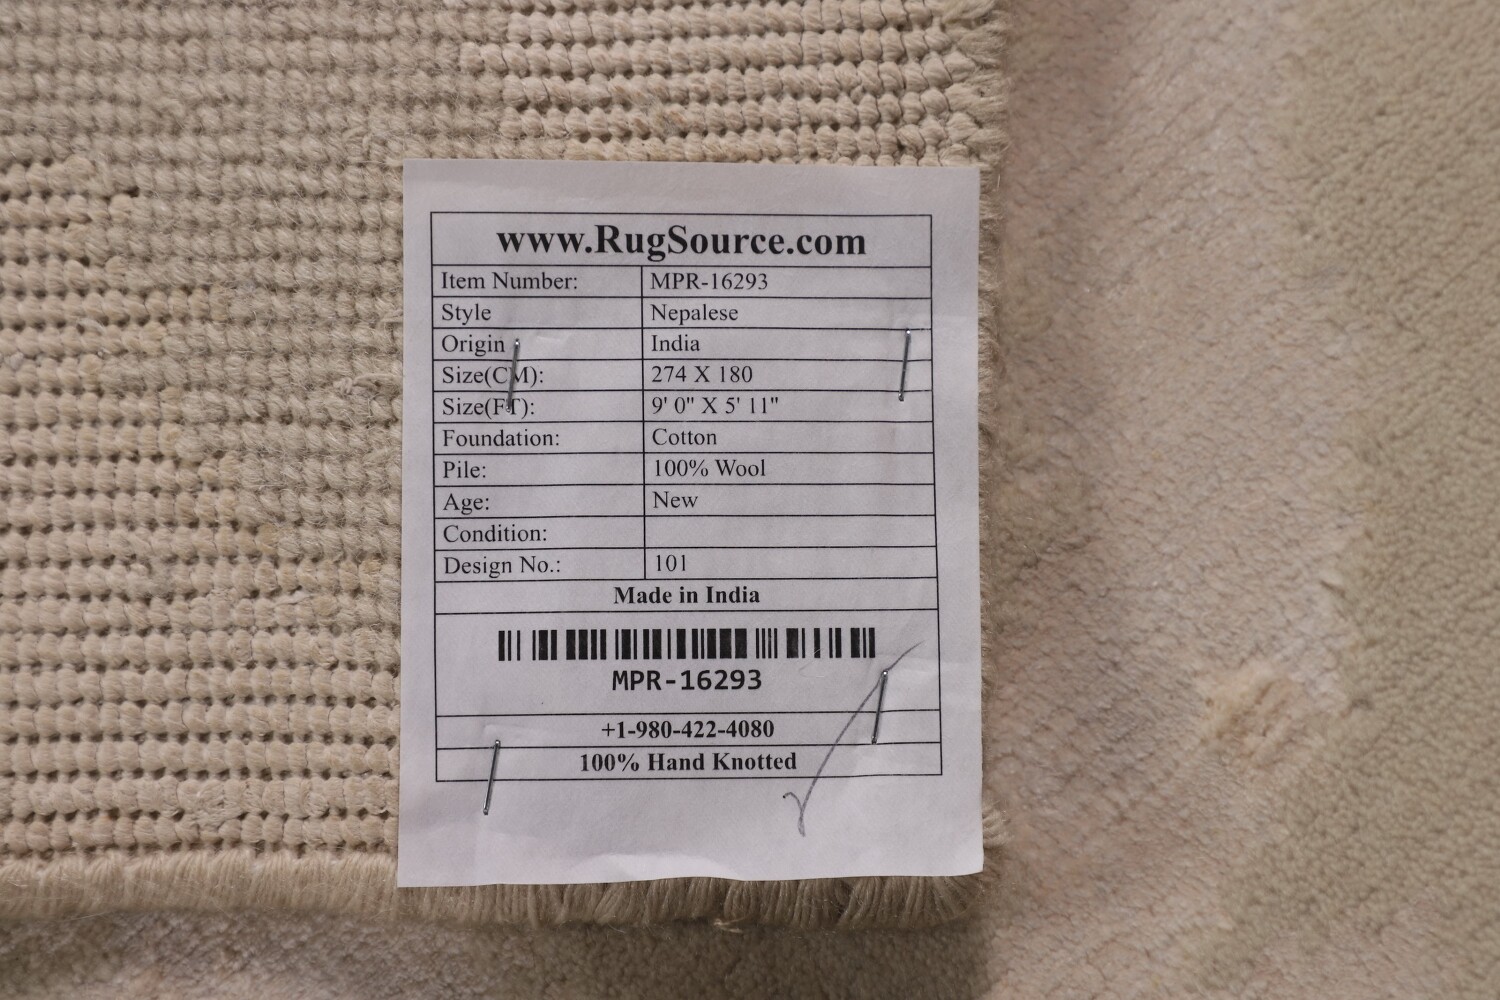 www.RugSource.com
Item Number: MPR-16293
Style Nepalese
Origin India
Size(CM): 274 X 180
Size(FT): 9' 0" X 5' 11"
Foundation: Cotton
Pile: 100% Wool
Age: New
Condition:
Design No.: 101
Made in India
MPR-16293
+1-980-422-4080
100% Hand Knotted